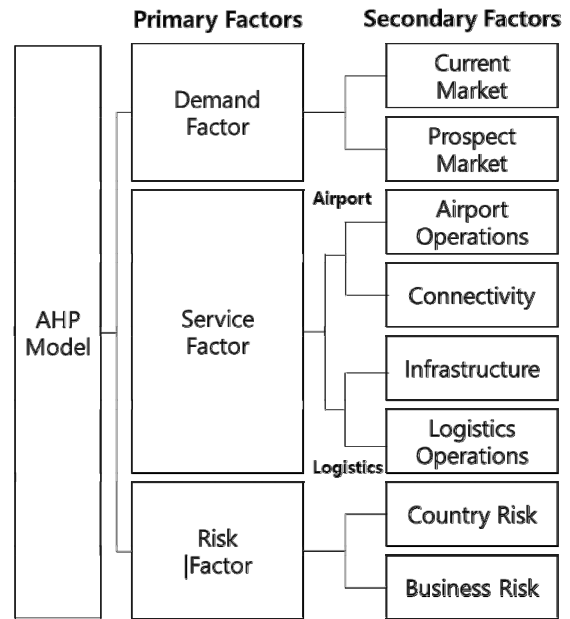 Primary Factors
Secondary Factors
AHP
Model
Demand
Factor
Current
Market
Prospect
Market
Service
Factor
Airport
Airport
Operations
Connectivity
Infrastructure
Logistics
Operations
Logistics
Risk
|Factor
Country Risk
Business Risk